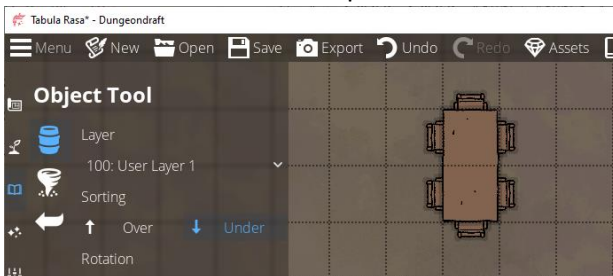 Tabula Rasa* - Dungeondraft
Menu New Open Save Export Undo Redo Assets
Object Tool
Layer
100: User Layer 1
Sorting
Over Under
Rotation